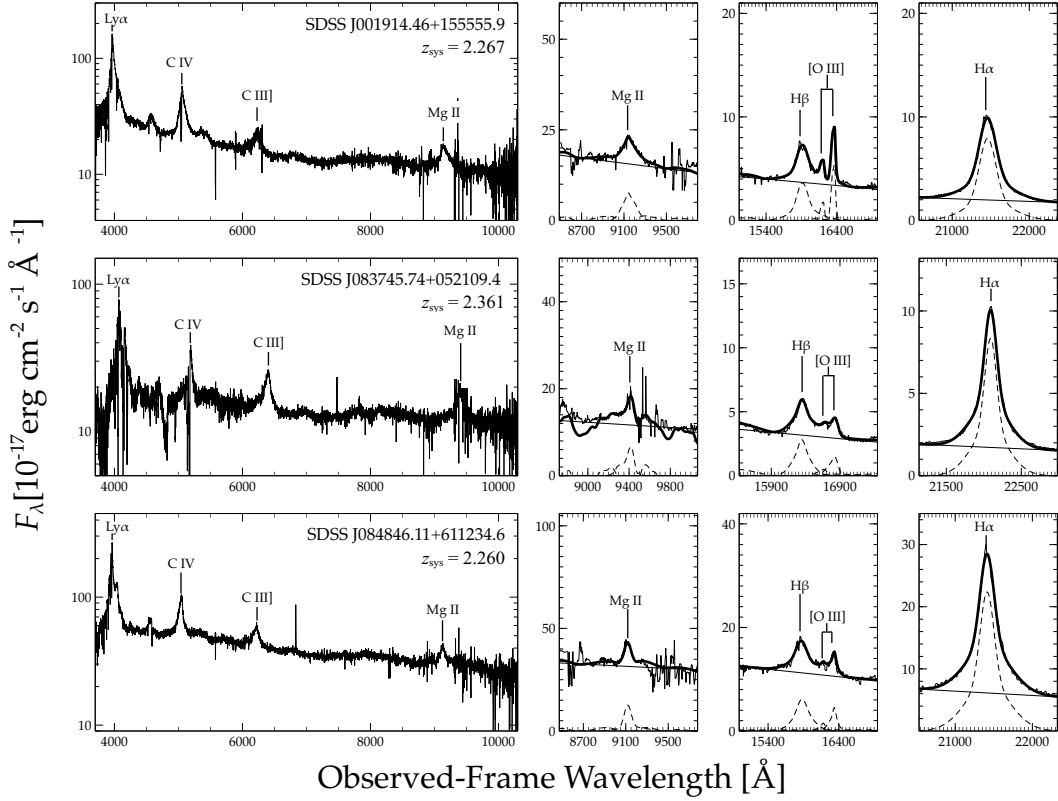 F_λ[10^-17 erg cm^-2 s^-1 Å^-1]
SDSS J001914.46+155555.9
z_sys = 2.267
Lyα
C IV
C III]
Mg II
100
10
4000 6000 8000 10000
Mg II
50
25
0
8700 9100 9500
Hβ
[O III]
20
10
0
15400 16400
Hα
20
10
0
21000 22000
SDSS J083745.74+052109.4
z_sys = 2.361
Lyα
C IV
C III]
Mg II
100
10
4000 6000 8000 10000
Mg II
40
20
0
9000 9400 9800
Hβ
[O III]
15
10
5
0
15900 16900
Hα
10
5
0
21500 22500
SDSS J084846.11+611234.6
z_sys = 2.260
Lyα
C IV
C III]
Mg II
100
10
4000 6000 8000 10000
Mg II
100
50
0
8700 9100 9500
Hβ
[O III]
40
20
0
15400 16400
Hα
30
20
10
0
21000 22000
Observed-Frame Wavelength [Å]